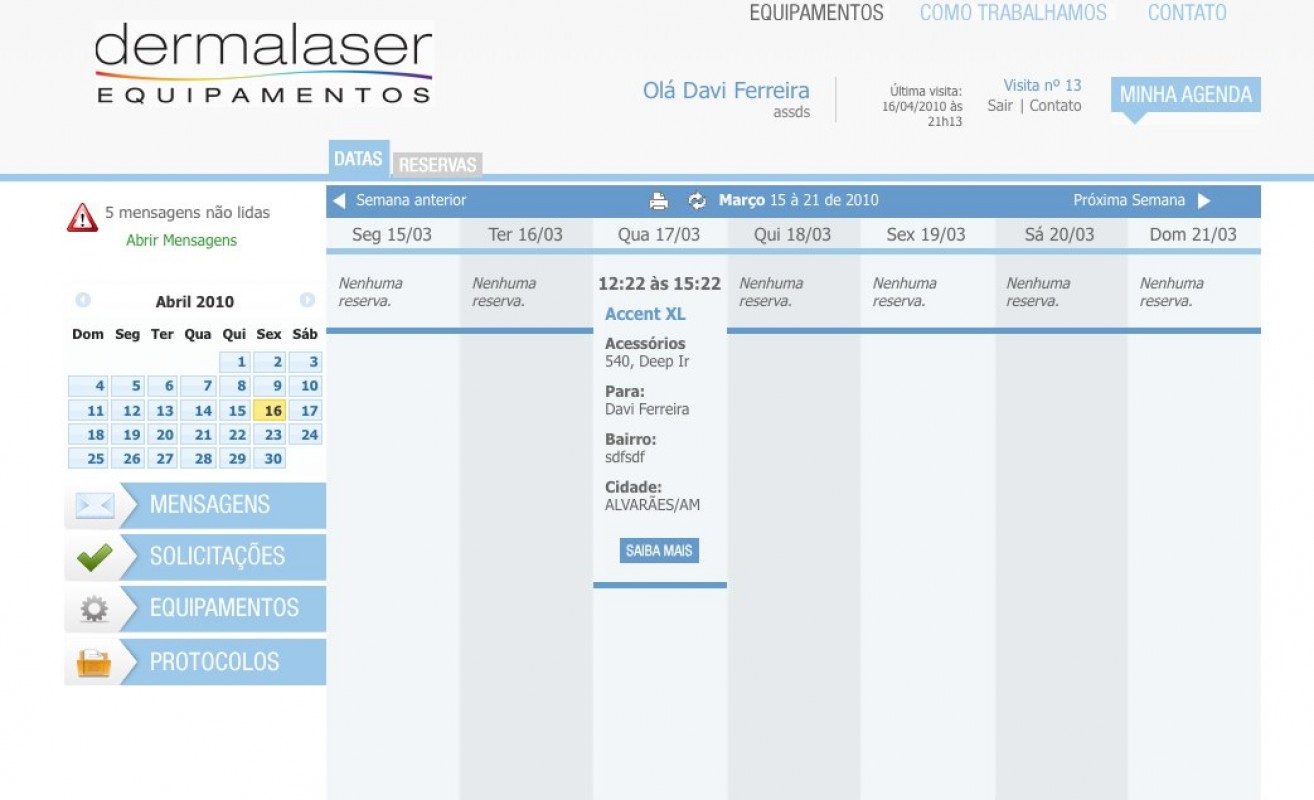 EQUIPAMENTOS COMO TRABALHAMOS CONTATO
dermalaser
EQUIPAMENTOS
Olá Davi Ferreira
assds
Última visita:
16/04/2010 às
21h13
Visita nº 13
Sair | Contato
MINHA AGENDA
DATAS RESERVAS
5 mensagens não lidas
Abrir Mensagens
Semana anterior Março 15 à 21 de 2010 Próxima Semana
Seg 15/03 Ter 16/03 Qua 17/03 Qui 18/03 Sex 19/03 Sá 20/03 Dom 21/03
Nenhuma
reserva.
Nenhuma
reserva.
12:22 às 15:22
Accent XL
Acessórios
540, Deep Ir
Para:
Davi Ferreira
Bairro:
sdfsdf
Cidade:
ALVARÃES/AM
SAIBA MAIS
Nenhuma
reserva.
Nenhuma
reserva.
Nenhuma
reserva.
Nenhuma
reserva.
Abril 2010
Dom Seg Ter Qua Qui Sex Sáb
1 2 3
4 5 6 7 8 9 10
11 12 13 14 15 16 17
18 19 20 21 22 23 24
25 26 27 28 29 30
MENSAGENS
SOLICITAÇÕES
EQUIPAMENTOS
PROTOCOLOS